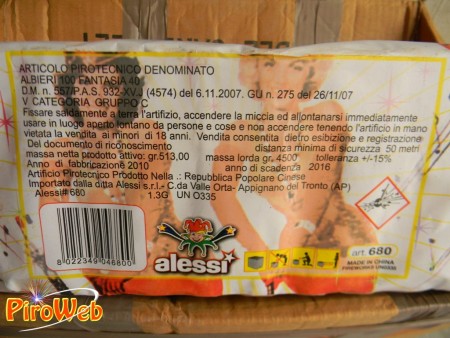 ARTICOLO PIROTECNICO DENOMINATO
ALBIERI 100 FANTASIA 40
D.M. n. 557/P.A.S. 932-XV.J (4574) del 6.11.2007. GU n. 275 del 26/11/07
V CATEGORIA GRUPPO C
Fissare saldamente a terra l'artifizio, accendere la miccia ed allontanarsi immediatamente
usare in luogo aperto lontano da persone e cose e non accendere tenendo l'artificio in mano
vietata la vendita ai minori di 18 anni. Vendita consentita dietro esibizione e registrazione
Del documento di riconoscimento distanza minima di sicurezza 50 metri
massa netta prodotto attivo: gr.513,00 massa lorda gr. 4500 tolleranza +/-15%
Anno di fabbricazione 2010 anno di scadenza 2016
Artificio Pirotecnico Prodotto Nella .: Repubblica Popolare Cinese
Importato dalla ditta Alessi s.r.l.- C.da Valle Orta- Appignano del Tronto (AP)
Alessi# 680 1.3G UN O335
8 022349 046800
alessi
art. 680
MADE IN CHINA
PiroWeb